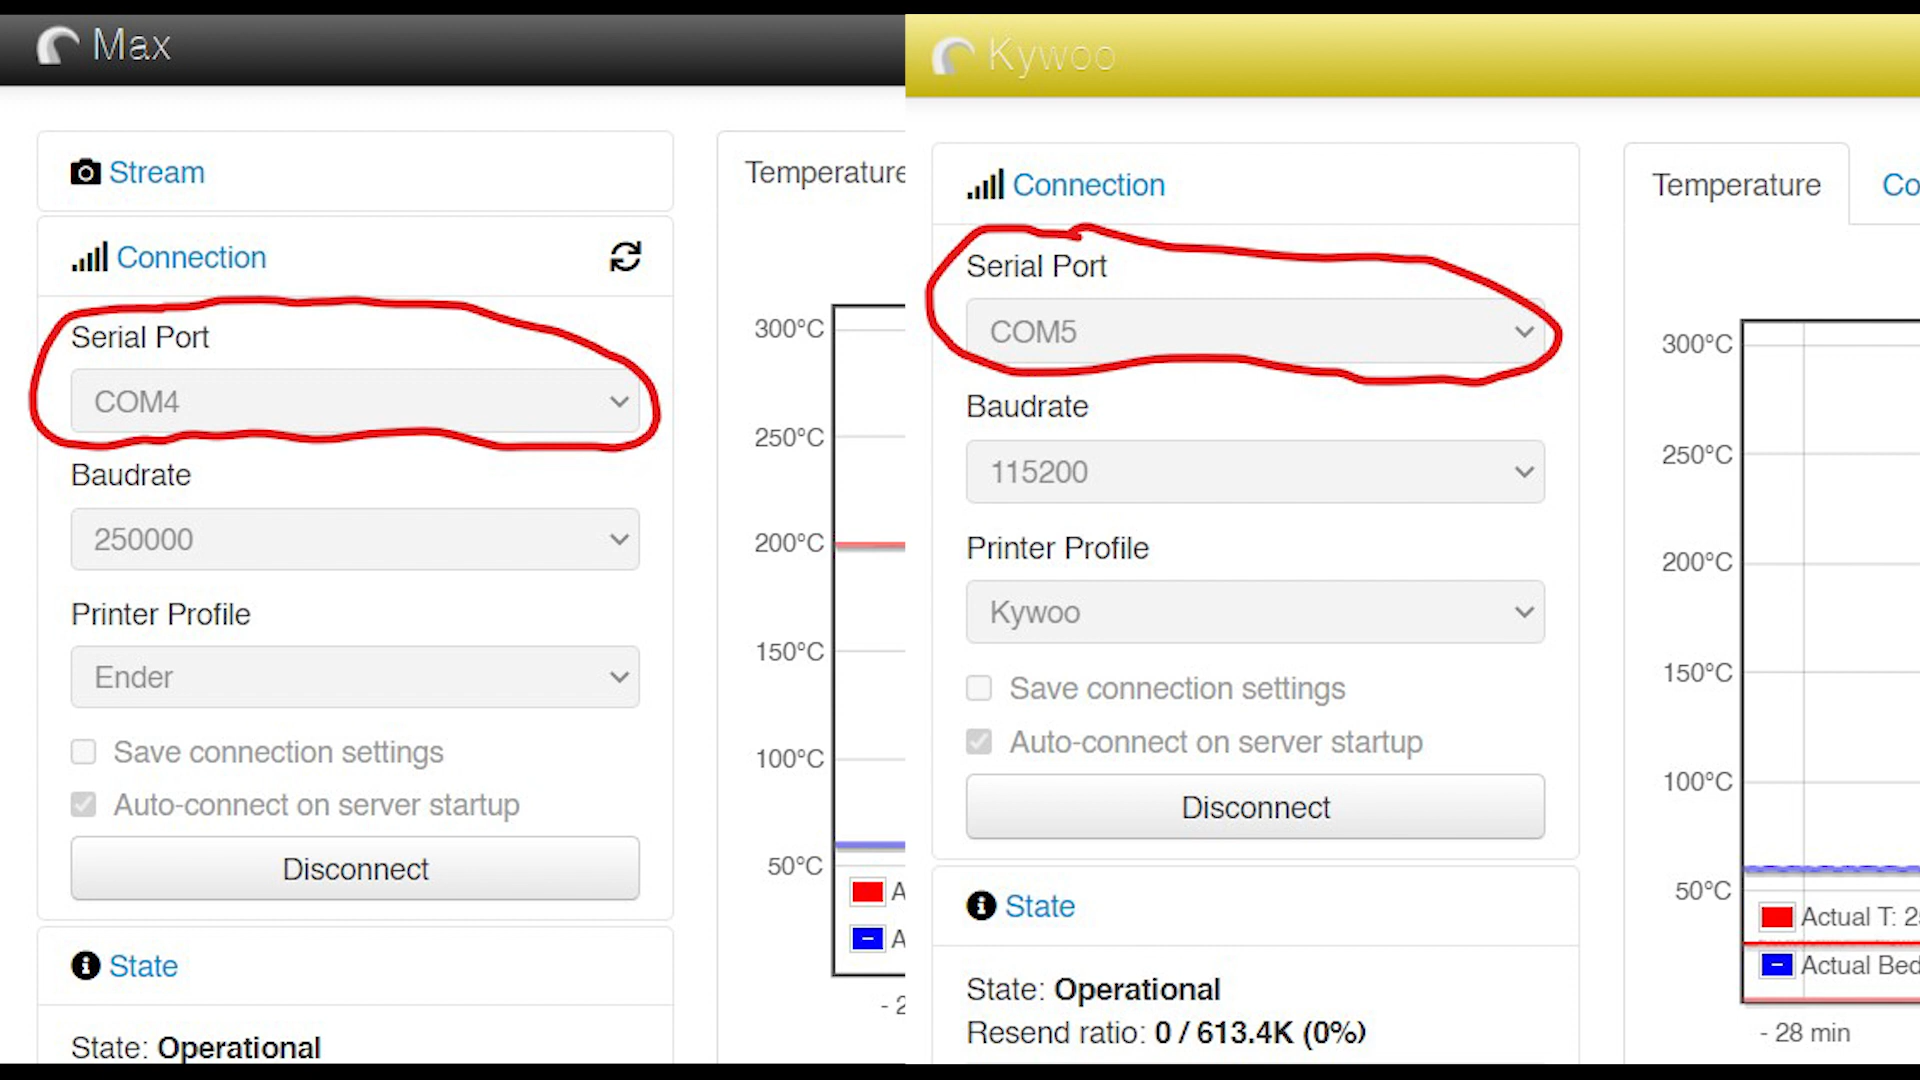 Max
Stream
Connection
Serial Port
COM4
Baudrate
250000
Printer Profile
Ender
Save connection settings
Auto-connect on server startup
Disconnect
State
State: Operational
Temperature
300°C
250°C
200°C
150°C
100°C
50°C
A
A
- 2
Kywoo
Connection
Serial Port
COM5
Baudrate
115200
Printer Profile
Kywoo
Save connection settings
Auto-connect on server startup
Disconnect
State
State: Operational
Resend ratio: 0 / 613.4K (0%)
Temperature
Co
300°C
250°C
200°C
150°C
100°C
50°C
Actual T: 2
Actual Bed
- 28 min